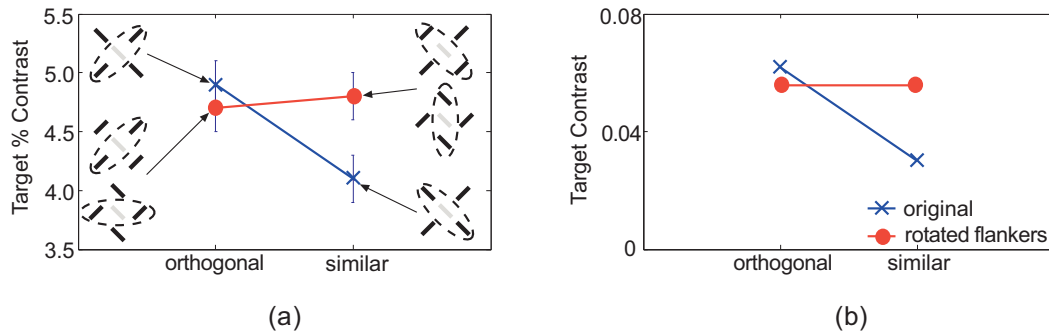 5.5
5.0
4.5
4.0
3.5
Target % Contrast
orthogonal
similar
(a)
0.08
0.04
0
Target Contrast
orthogonal
similar
original
rotated flankers
(b)